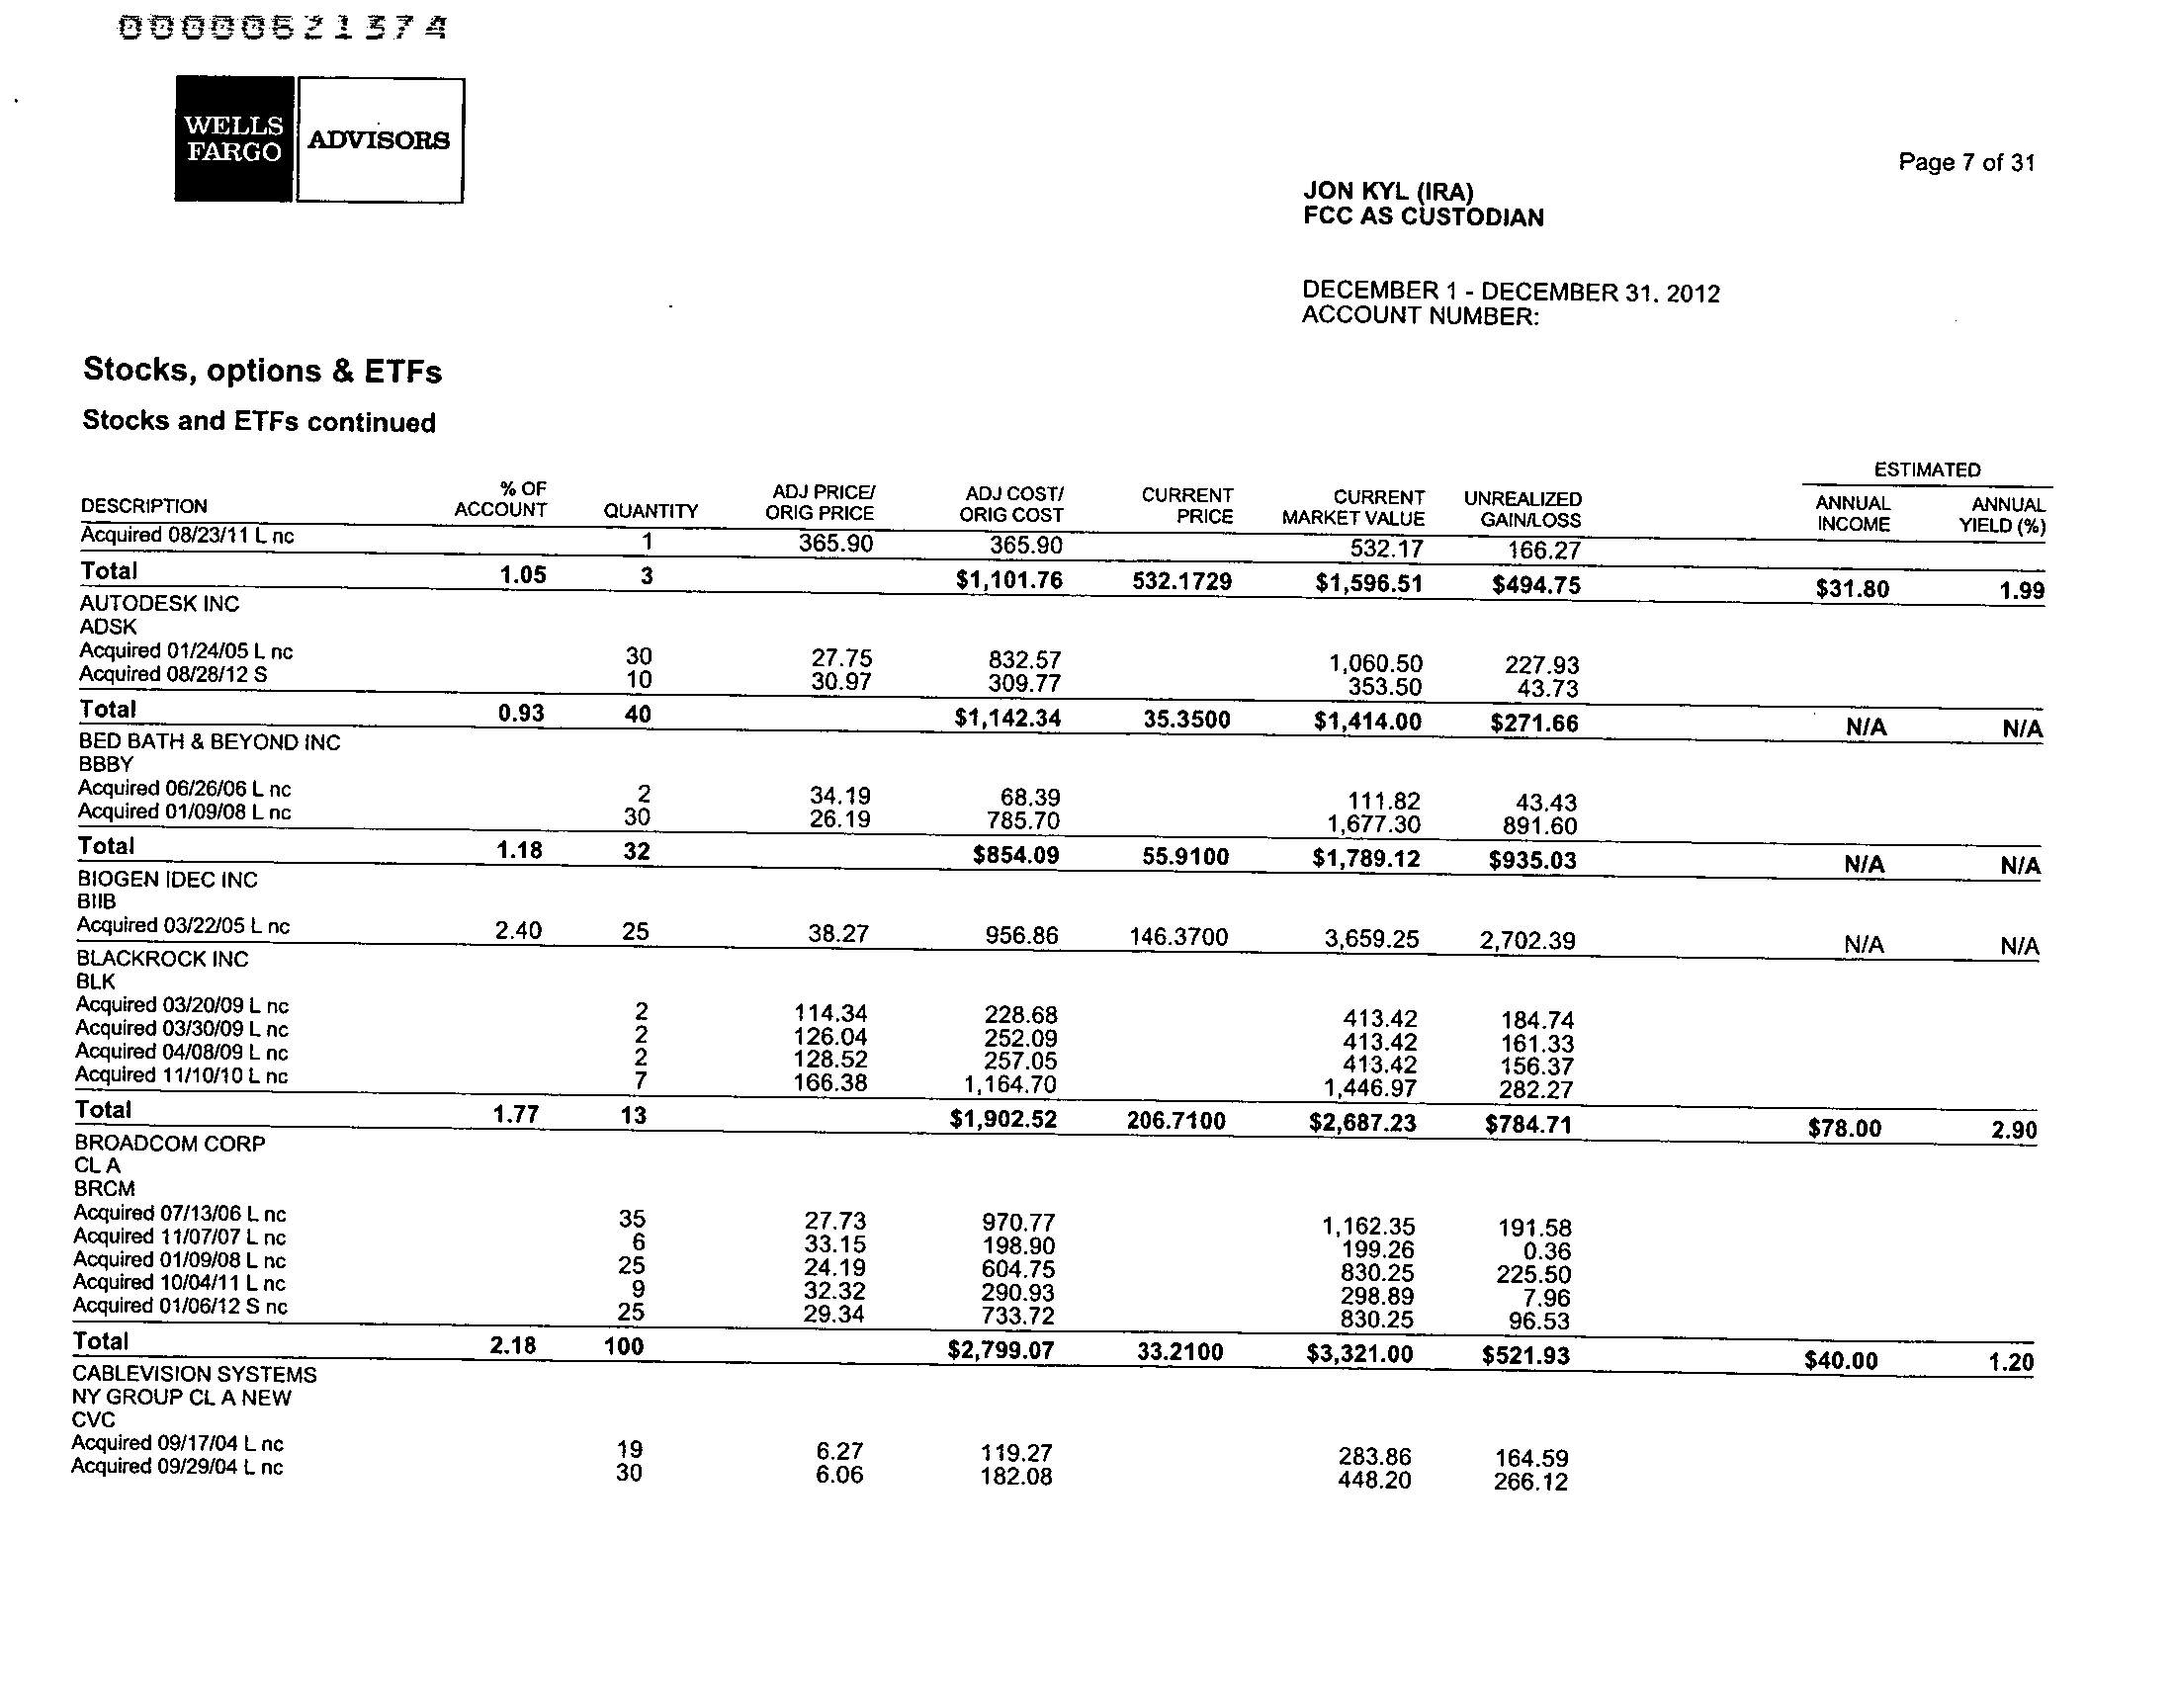 00000621374
WELLS FARGO ADVISORS
Page 7 of 31
JON KYL (IRA)
FCC AS CUSTODIAN
DECEMBER 1 - DECEMBER 31. 2012
ACCOUNT NUMBER:
Stocks, options & ETFs
Stocks and ETFs continued
ESTIMATED
% OF ADJ PRICE/ ADJ COST/ CURRENT CURRENT UNREALIZED ANNUAL ANNUAL
DESCRIPTION ACCOUNT QUANTITY ORIG PRICE ORIG COST PRICE MARKET VALUE GAIN/LOSS INCOME YIELD (%)
Acquired 08/23/11 L nc 1 365.90 365.90 532.17 166.27
Total 1.05 3 $1,101.76 532.1729 $1,596.51 $494.75 $31.80 1.99
AUTODESK INC
ADSK
Acquired 01/24/05 L nc 30 27.75 832.57 1,060.50 227.93
Acquired 08/28/12 S 10 30.97 309.77 353.50 43.73
Total 0.93 40 $1,142.34 35.3500 $1,414.00 $271.66 N/A N/A
BED BATH & BEYOND INC
BBBY
Acquired 06/26/06 L nc 2 34.19 68.39 111.82 43.43
Acquired 01/09/08 L nc 30 26.19 785.70 1,677.30 891.60
Total 1.18 32 $854.09 55.9100 $1,789.12 $935.03 N/A N/A
BIOGEN IDEC INC
BIIB
Acquired 03/22/05 L nc 2.40 25 38.27 956.86 146.3700 3,659.25 2,702.39 N/A N/A
BLACKROCK INC
BLK
Acquired 03/20/09 L nc 2 114.34 228.68 413.42 184.74
Acquired 03/30/09 L nc 2 126.04 252.09 413.42 161.33
Acquired 04/08/09 L nc 2 128.52 257.05 413.42 156.37
Acquired 11/10/10 L nc 7 166.38 1,164.70 1,446.97 282.27
Total 1.77 13 $1,902.52 206.7100 $2,687.23 $784.71 $78.00 2.90
BROADCOM CORP
CL A
BRCM
Acquired 07/13/06 L nc 35 27.73 970.77 1,162.35 191.58
Acquired 11/07/07 L nc 6 33.15 198.90 199.26 0.36
Acquired 01/09/08 L nc 25 24.19 604.75 830.25 225.50
Acquired 10/04/11 L nc 9 32.32 290.93 298.89 7.96
Acquired 01/06/12 S nc 25 29.34 733.72 830.25 96.53
Total 2.18 100 $2,799.07 33.2100 $3,321.00 $521.93 $40.00 1.20
CABLEVISION SYSTEMS
NY GROUP CL A NEW
CVC
Acquired 09/17/04 L nc 19 6.27 119.27 283.86 164.59
Acquired 09/29/04 L nc 30 6.06 182.08 448.20 266.12